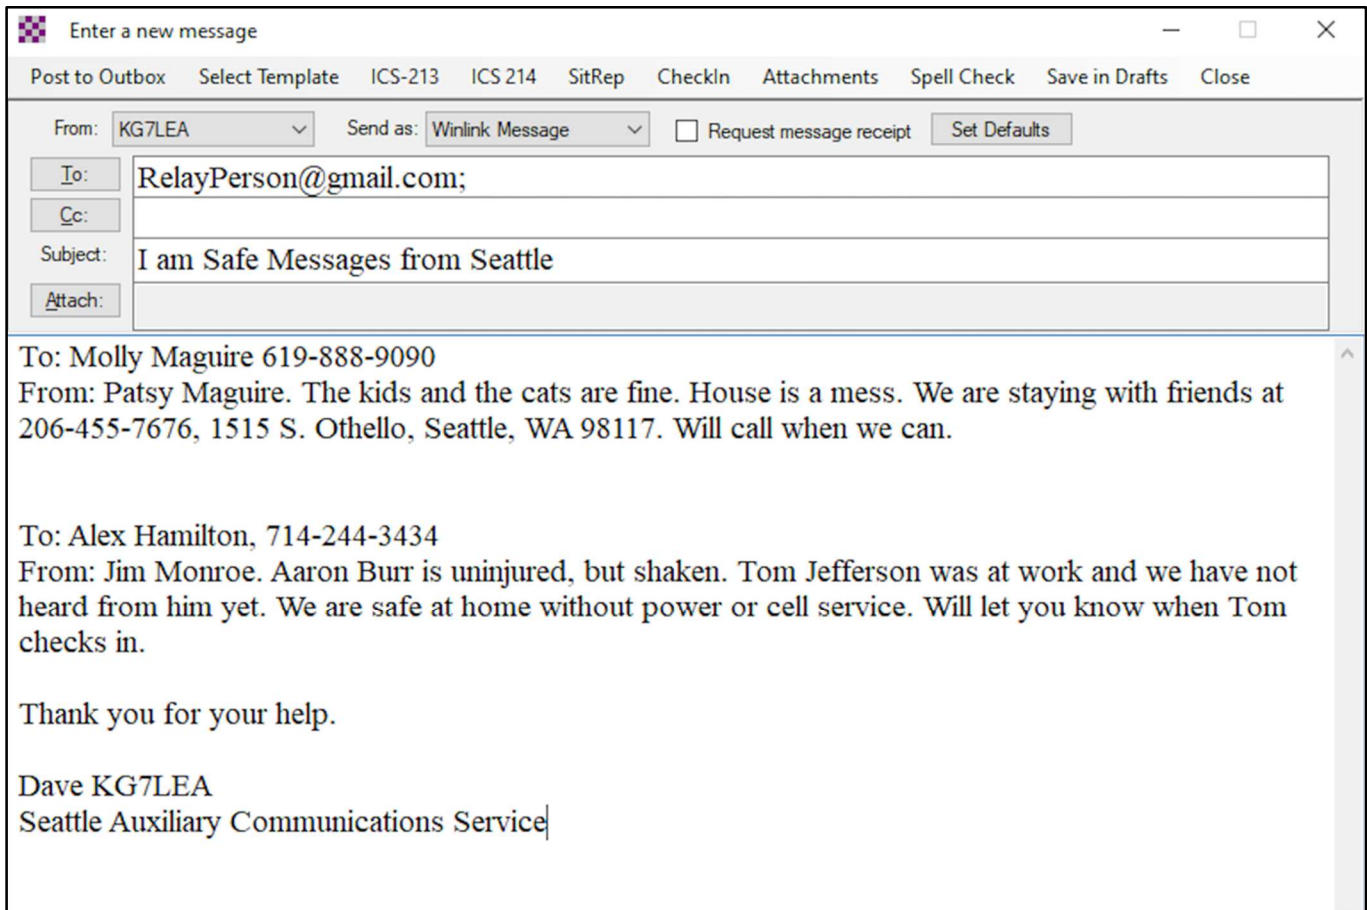 Enter a new message
Post to Outbox Select Template ICS-213 ICS 214 SitRep CheckIn Attachments Spell Check Save in Drafts Close
From: KG7LEA Send as: Winlink Message Request message receipt Set Defaults
To: RelayPerson@gmail.com;
Cc:
Subject: I am Safe Messages from Seattle
Attach:
To: Molly Maguire 619-888-9090
From: Patsy Maguire. The kids and the cats are fine. House is a mess. We are staying with friends at
206-455-7676, 1515 S. Othello, Seattle, WA 98117. Will call when we can.
To: Alex Hamilton, 714-244-3434
From: Jim Monroe. Aaron Burr is uninjured, but shaken. Tom Jefferson was at work and we have not
heard from him yet. We are safe at home without power or cell service. Will let you know when Tom
checks in.
Thank you for your help.
Dave KG7LEA
Seattle Auxiliary Communications Service